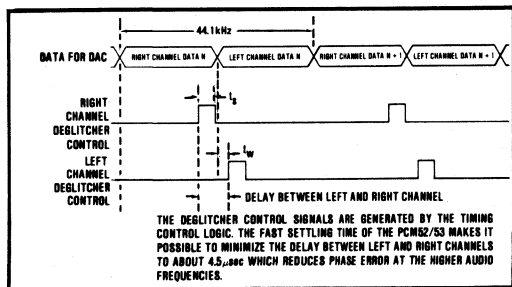 44.1kHz
DATA FOR DAC
RIGHT CHANNEL DATA N
LEFT CHANNEL DATA N
RIGHT CHANNEL DATA N + 1
LEFT CHANNEL DATA N + 1
RIGHT
CHANNEL
DEGLITCHER
CONTROL
ts
LEFT
CHANNEL
DEGLITCHER
CONTROL
tw
DELAY BETWEEN LEFT AND RIGHT CHANNEL
THE DEGLITCHER CONTROL SIGNALS ARE GENERATED BY THE TIMING
CONTROL LOGIC. THE FAST SETTLING TIME OF THE PCM52/53 MAKES IT
POSSIBLE TO MINIMIZE THE DELAY BETWEEN LEFT AND RIGHT CHANNELS
TO ABOUT 4.5μsec WHICH REDUCES PHASE ERROR AT THE HIGHER AUDIO
FREQUENCIES.